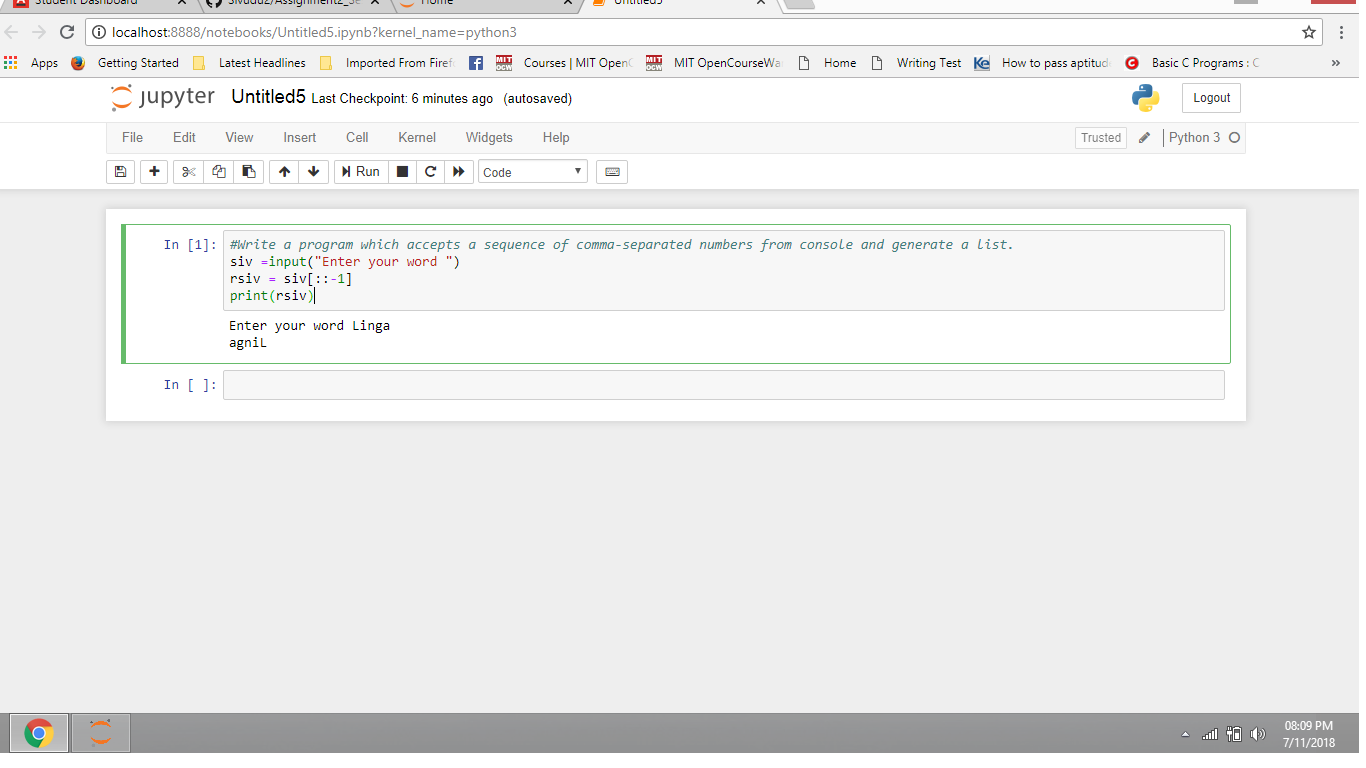 Student Dashboard
Sivudu2/Assignment2_Se
Home
Untitled5
localhost:8888/notebooks/Untitled5.ipynb?kernel_name=python3
Apps Getting Started Latest Headlines Imported From Firef MIT OCW Courses | MIT OpenC MIT OCW MIT OpenCourseWa Home Writing Test Ke How to pass aptitud C Basic C Programs : C »
jupyter Untitled5 Last Checkpoint: 6 minutes ago (autosaved) Logout
File Edit View Insert Cell Kernel Widgets Help Trusted Python 3
Run Code
In [1]: #Write a program which accepts a sequence of comma-separated numbers from console and generate a list.
siv =input("Enter your word ")
rsiv = siv[::-1]
print(rsiv)
Enter your word Linga
agniL
In [ ]:
08:09 PM
7/11/2018